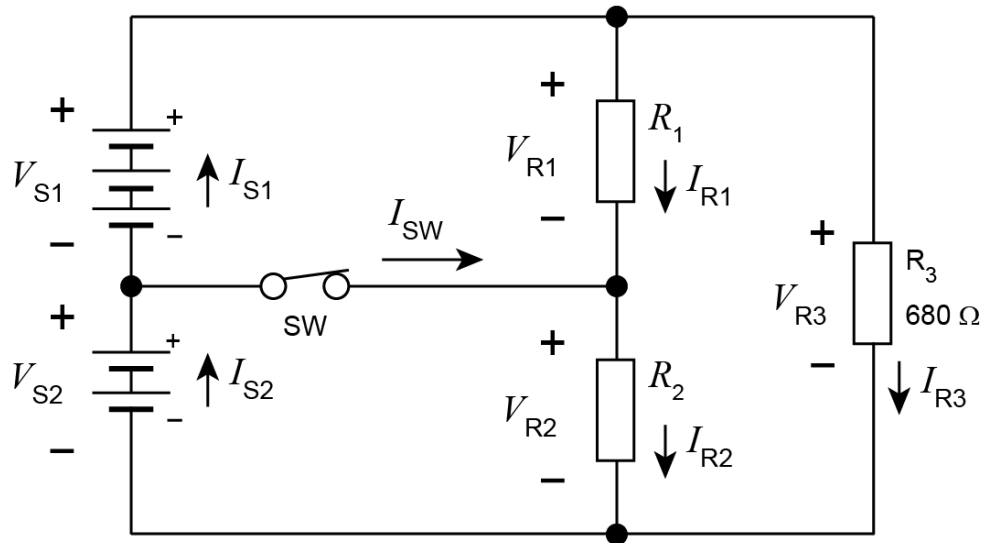 +
+
+
V_S1
I_S1
−
−
I_SW
SW
+
+
V_S2
I_S2
−
−
+
R_1
V_R1
I_R1
−
+
R_2
V_R2
I_R2
−
+
R_3
V_R3
680 Ω
−
I_R3